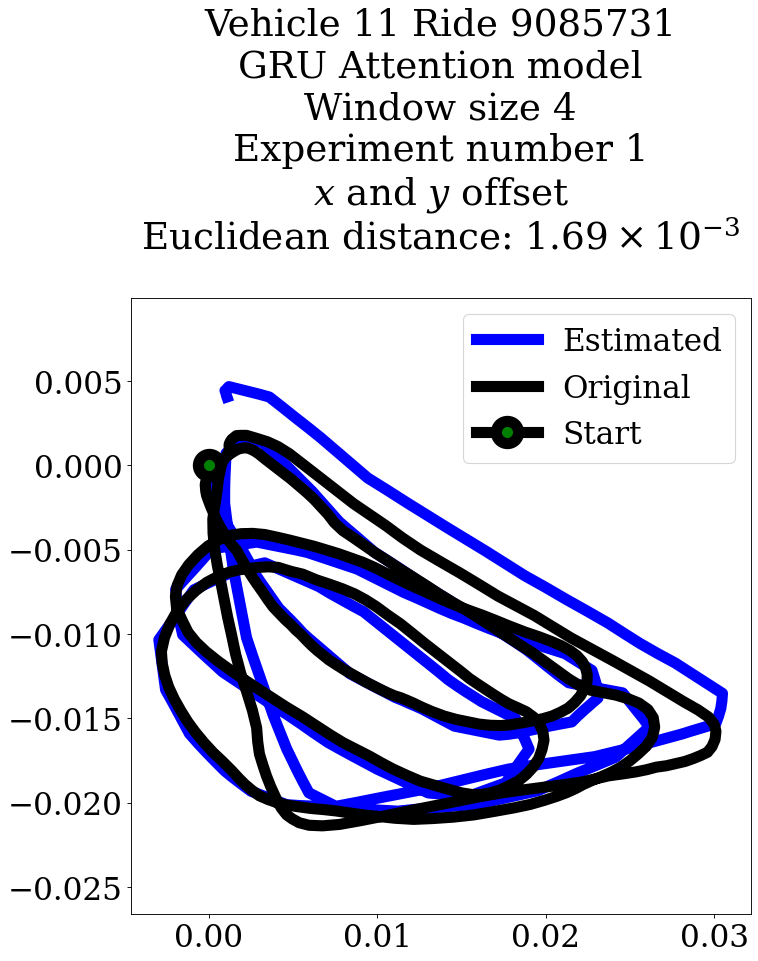 Vehicle 11 Ride 9085731
GRU Attention model
Window size 4
Experiment number 1
x and y offset
Euclidean distance: 1.69 × 10⁻³
Estimated
Original
Start
0.005
0.000
−0.005
−0.010
−0.015
−0.020
−0.025
0.00 0.01 0.02 0.03